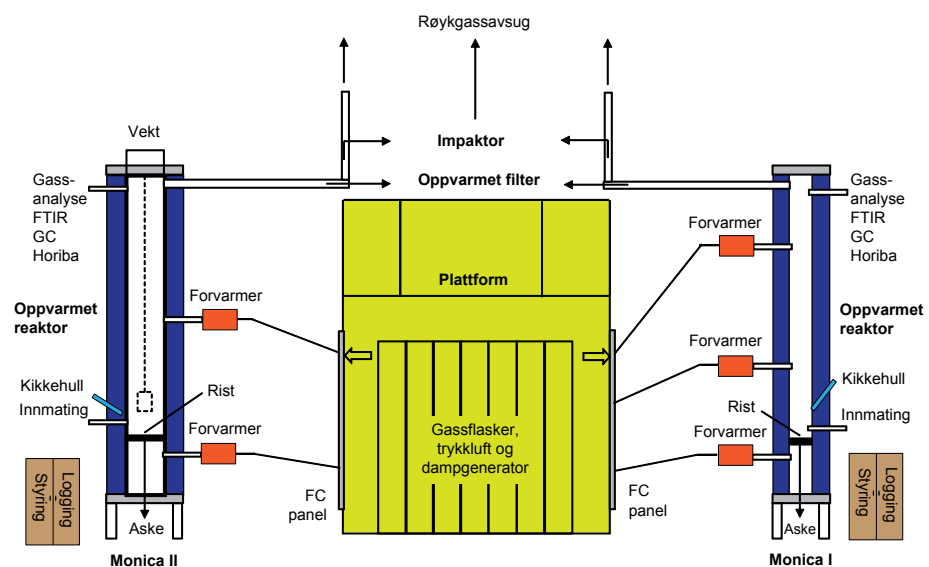 Røykgassavsug
Vekt
Impaktor
Oppvarmet filter
Gass-
analyse
FTIR
GC
Horiba
Oppvarmet
reaktor
Forvarmer
Kikkehull
Innmating
Rist
Forvarmer
Aske
Logging
Styring
Monica II
Plattform
Gassflasker,
trykkluft og
dampgenerator
FC
panel
FC
panel
Forvarmer
Forvarmer
Rist
Forvarmer
Gass-
analyse
FTIR
GC
Horiba
Oppvarmet
reaktor
Kikkehull
Innmating
Aske
Logging
Styring
Monica I